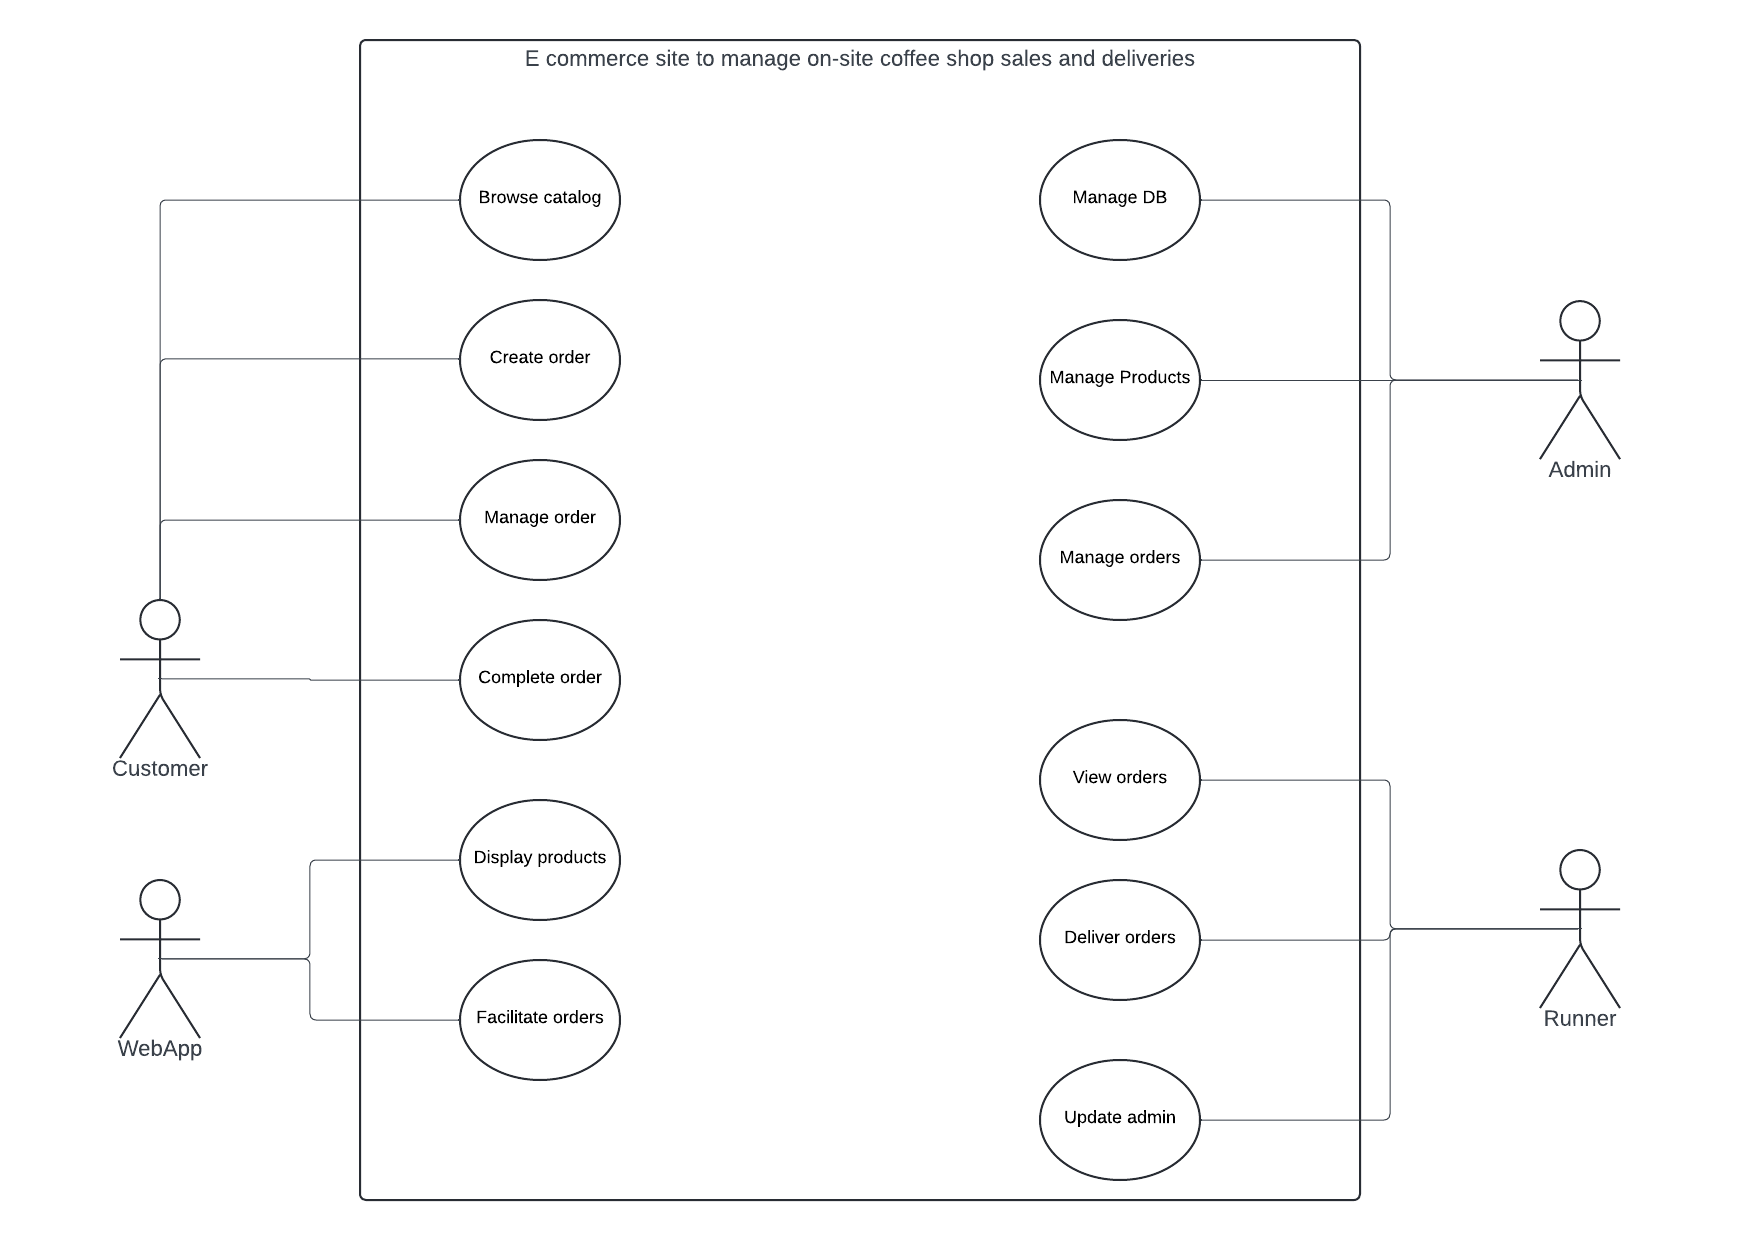 E commerce site to manage on-site coffee shop sales and deliveries
Browse catalog
Create order
Manage order
Complete order
Customer
Display products
Facilitate orders
WebApp
Manage DB
Manage Products
Manage orders
Admin
View orders
Deliver orders
Update admin
Runner